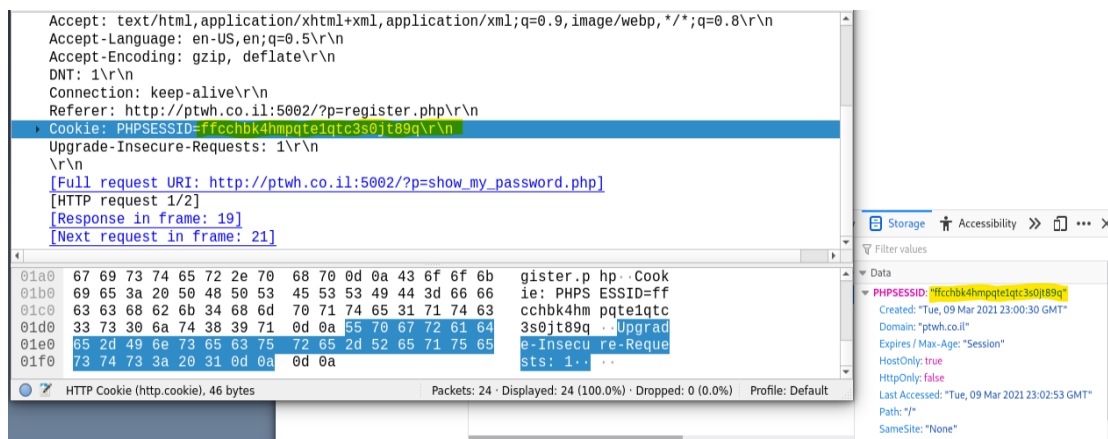 Accept: text/html,application/xhtml+xml,application/xml;q=0.9,image/webp,*/*;q=0.8\r\n
Accept-Language: en-US,en;q=0.5\r\n
Accept-Encoding: gzip, deflate\r\n
DNT: 1\r\n
Connection: keep-alive\r\n
Referer: http://ptwh.co.il:5002/?p=register.php\r\n
Cookie: PHPSESSID=ffcchbk4hmpqte1qtc3s0jt89q\r\n
Upgrade-Insecure-Requests: 1\r\n
\r\n
[Full request URI: http://ptwh.co.il:5002/?p=show_my_password.php]
[HTTP request 1/2]
[Response in frame: 19]
[Next request in frame: 21]
01a0 67 69 73 74 65 72 2e 70 68 70 0d 0a 43 6f 6f 6b gister.p hp··Cook
01b0 69 65 3a 20 50 48 50 53 45 53 53 49 44 3d 66 66 ie: PHPS ESSID=ff
01c0 63 63 68 62 6b 34 68 6d 70 71 74 65 31 71 74 63 cchbk4hm pqte1qtc
01d0 33 73 30 6a 74 38 39 71 0d 0a 55 70 67 72 61 64 3s0jt89q ··Upgrad
01e0 65 2d 49 6e 73 65 63 75 72 65 2d 52 65 71 75 65 e-Insecu re-Reque
01f0 73 74 73 3a 20 31 0d 0a 0d 0a sts: 1·· ··
HTTP Cookie (http.cookie), 46 bytes Packets: 24 · Displayed: 24 (100.0%) · Dropped: 0 (0.0%) Profile: Default
Storage Accessibility
Filter values
Data
PHPSESSID: "ffcchbk4hmpqte1qtc3s0jt89q"
Created: "Tue, 09 Mar 2021 23:00:30 GMT"
Domain: "ptwh.co.il"
Expires / Max-Age: "Session"
HostOnly: true
HttpOnly: false
Last Accessed: "Tue, 09 Mar 2021 23:02:53 GMT"
Path: "/"
SameSite: "None"